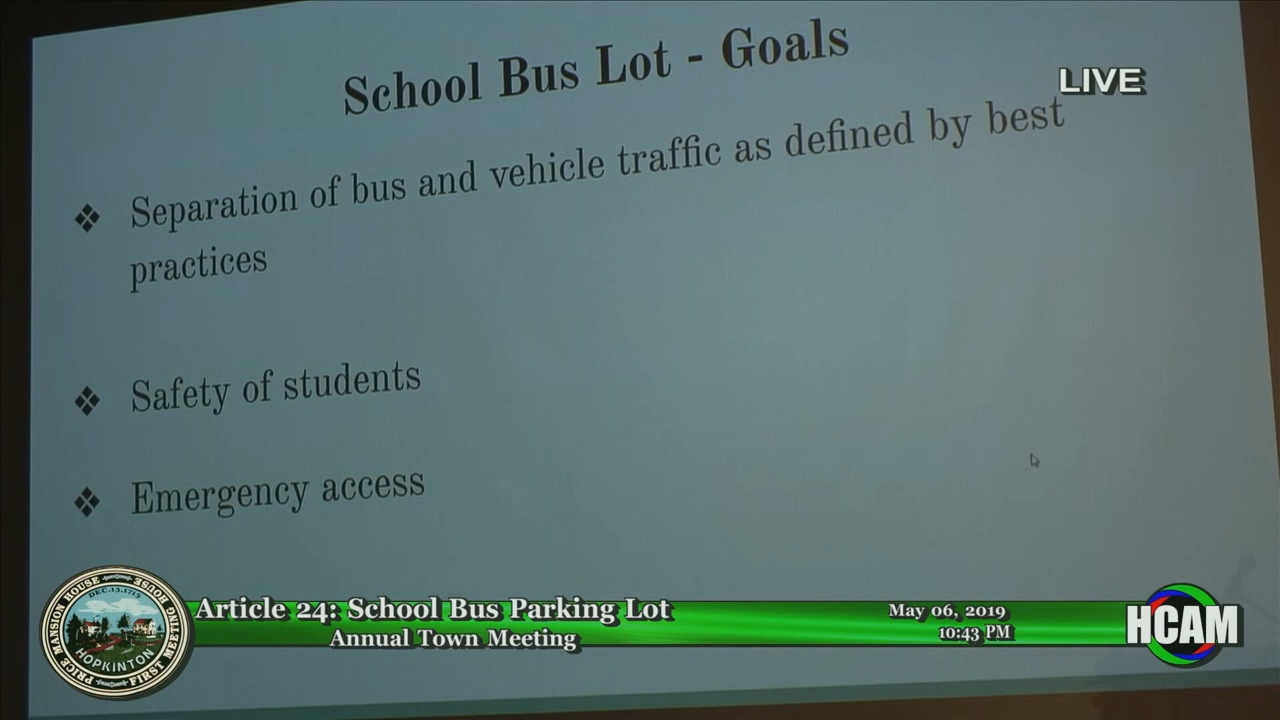 School Bus Lot - Goals
LIVE
❖ Separation of bus and vehicle traffic as defined by best
practices
❖ Safety of students
❖ Emergency access
PRICE MANSION HOUSE
FIRST MEETING HOUSE
DEC.13.1715
HOPKINTON
Article 24: School Bus Parking Lot
Annual Town Meeting
May 06, 2019
10:43 PM
HCAM